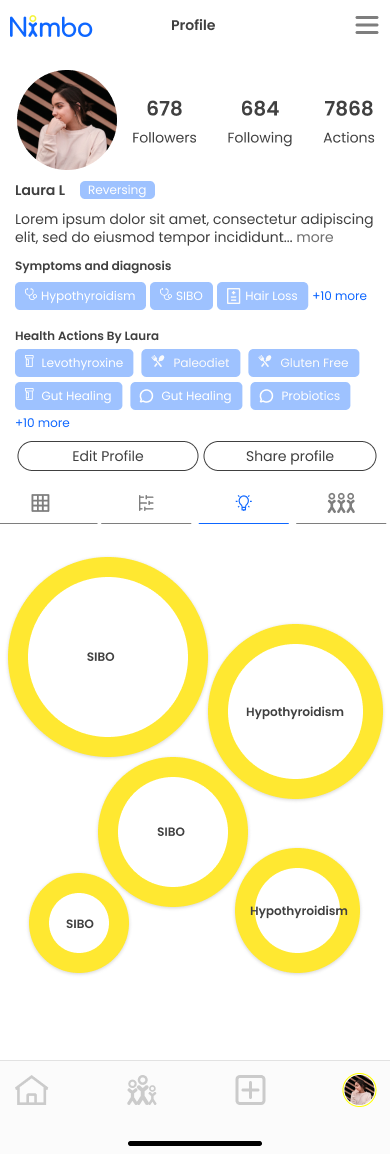 Nimbo
Profile
678 684 7868
Followers Following Actions
Laura L Reversing
Lorem ipsum dolor sit amet, consectetur adipiscing
elit, sed do eiusmod tempor incididunt... more
Symptoms and diagnosis
Hypothyroidism SIBO Hair Loss +10 more
Health Actions By Laura
Levothyroxine Paleodiet Gluten Free
Gut Healing Gut Healing Probiotics
+10 more
Edit Profile Share profile
SIBO
Hypothyroidism
SIBO
Hypothyroidism
SIBO